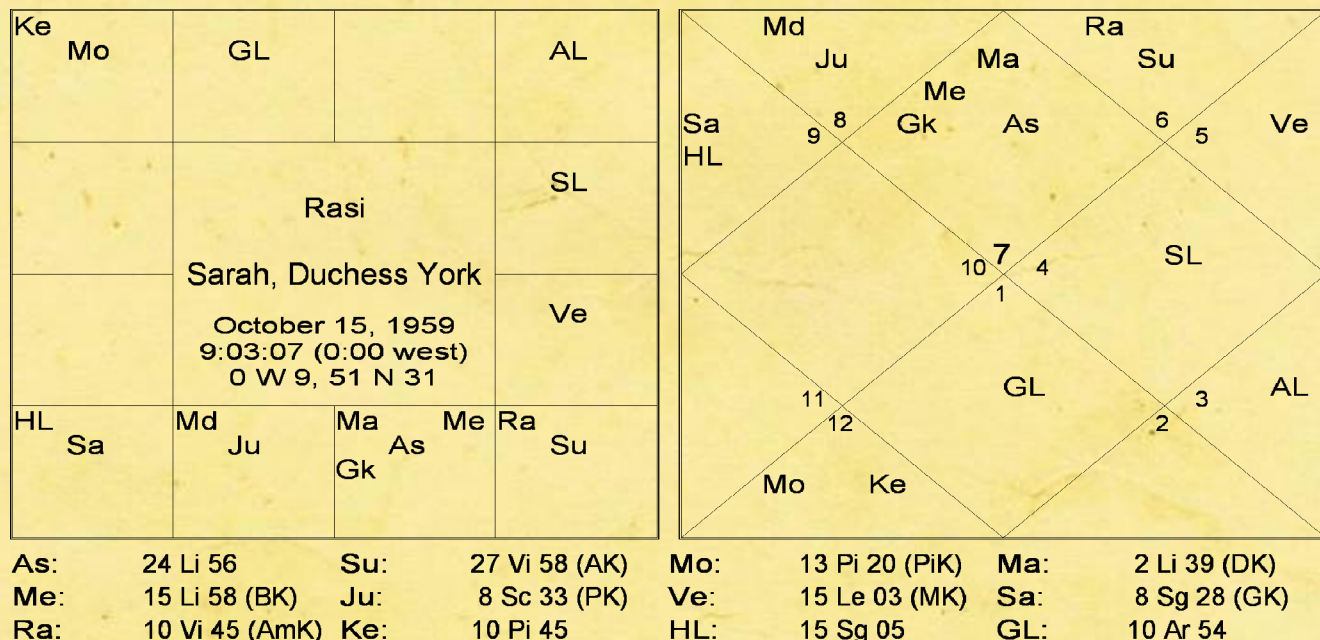 Ke
Mo
GL
AL
Rasi
SL
Sarah, Duchess York
October 15, 1959
9:03:07 (0:00 west)
0 W 9, 51 N 31
Ve
HL
Sa
Md
Ju
Ma Me
As
Gk
Ra
Su
Md
Ju
Ma
Me
Gk As
Ra
Su
Sa
HL
9 8
6 5
Ve
7
10 4
1
SL
GL
11
12
3
2
AL
Mo Ke
As: 24 Li 56 Su: 27 Vi 58 (AK) Mo: 13 Pi 20 (PiK) Ma: 2 Li 39 (DK)
Me: 15 Li 58 (BK) Ju: 8 Sc 33 (PK) Ve: 15 Le 03 (MK) Sa: 8 Sg 28 (GK)
Ra: 10 Vi 45 (AmK) Ke: 10 Pi 45 HL: 15 Sg 05 GL: 10 Ar 54